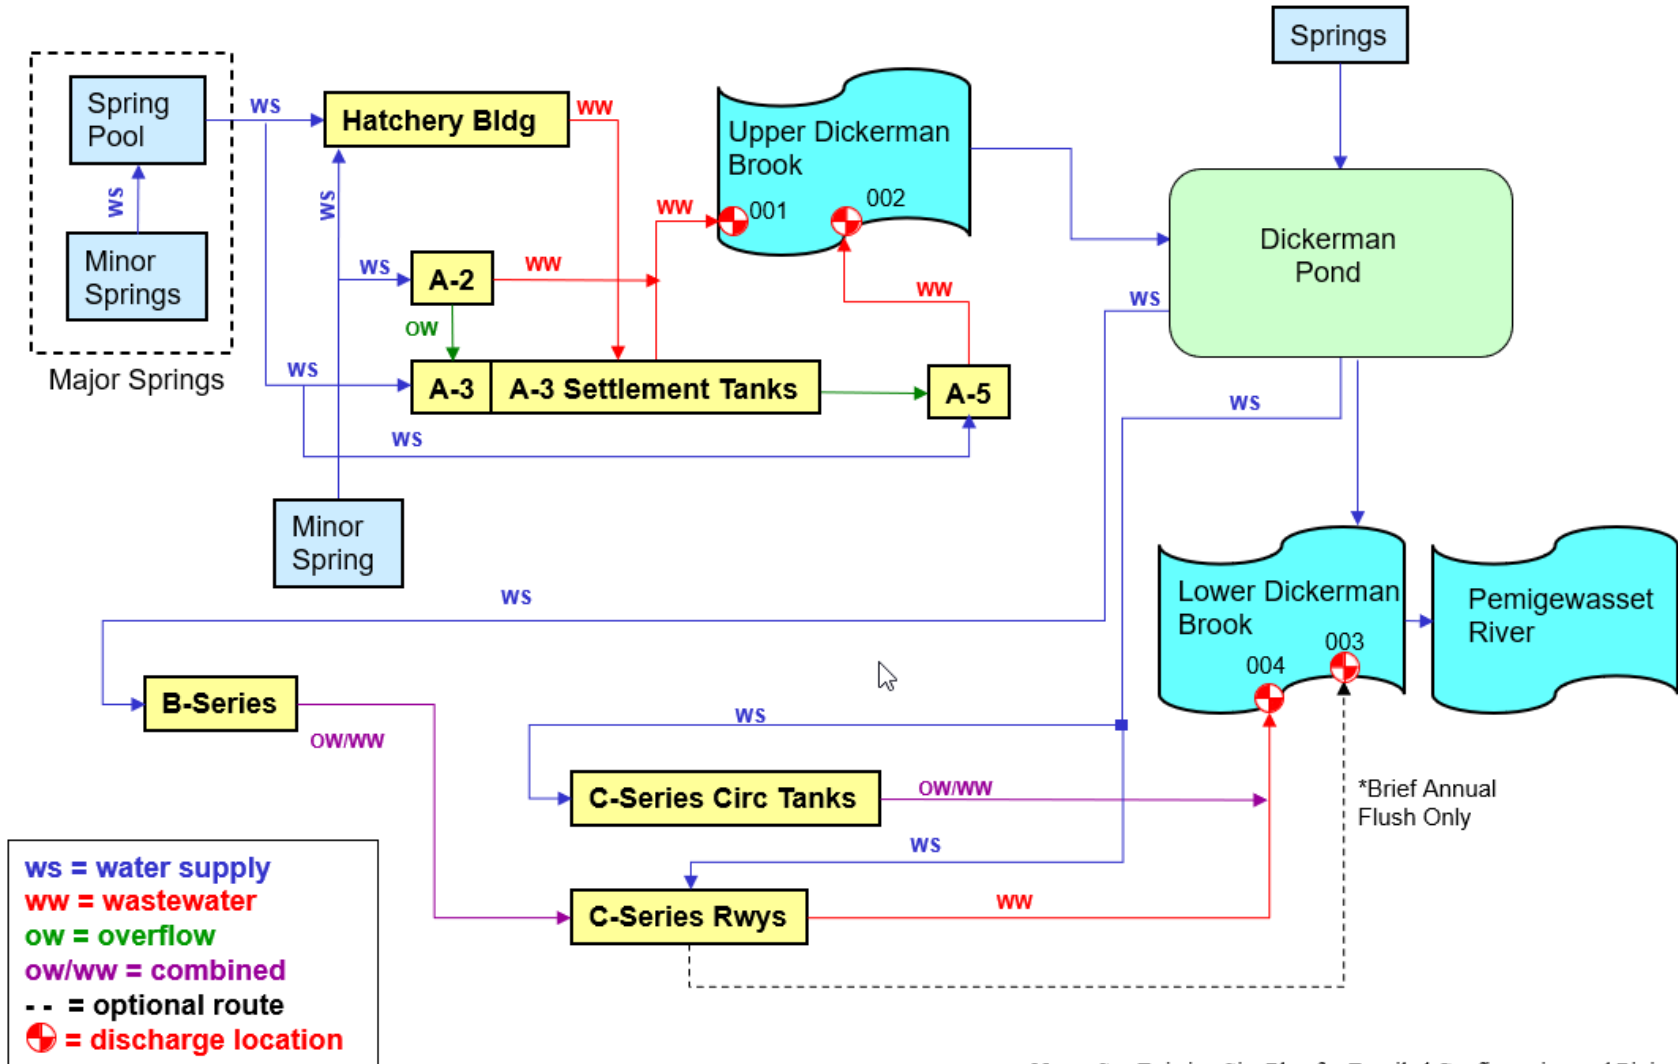 Springs
Spring
Pool
WS
Hatchery Bldg
WW
Upper Dickerman
Brook
001
002
WS
Minor
Springs
Major Springs
WS
WS
A-2
WW
WW
WW
OW
WS
A-3
A-3 Settlement Tanks
A-5
WS
Dickerman
Pond
WS
WS
Minor
Spring
WS
Lower Dickerman
Brook
004
003
Pemigewasset
River
B-Series
OW/WW
WS
C-Series Circ Tanks
OW/WW
*Brief Annual
Flush Only
WS
C-Series Rwys
WW
ws = water supply
ww = wastewater
ow = overflow
ow/ww = combined
- - = optional route
= discharge location